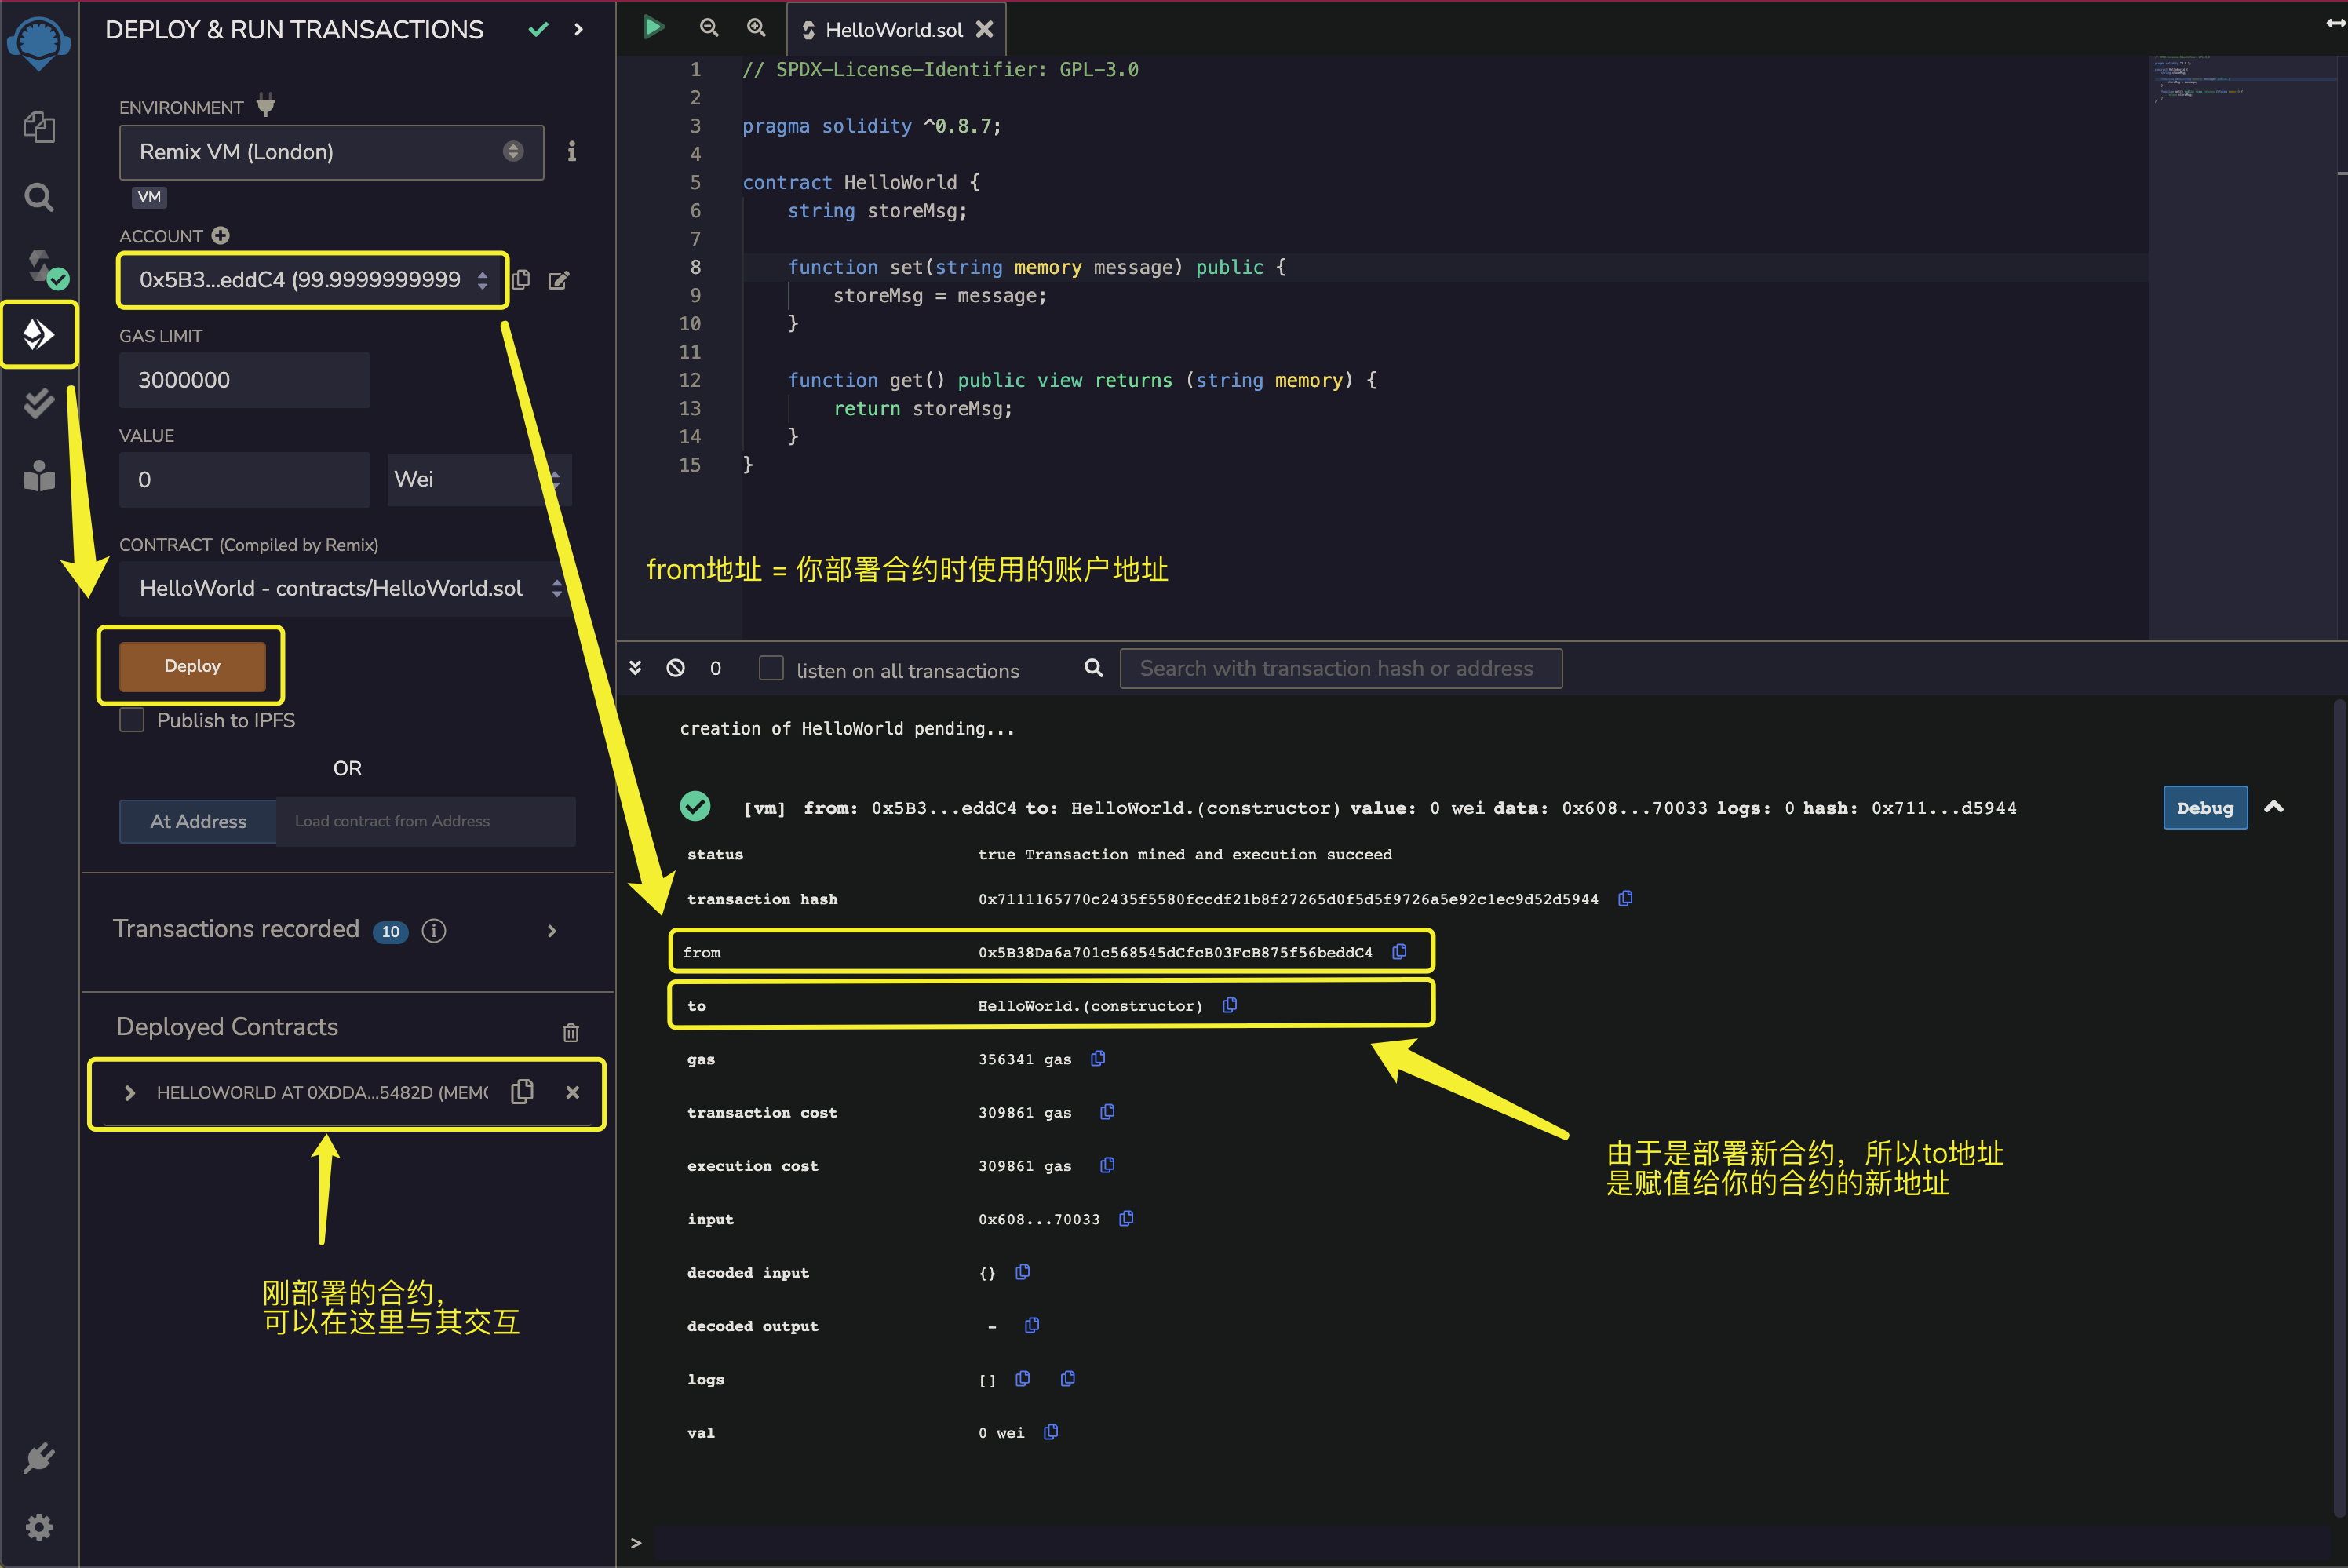 DEPLOY & RUN TRANSACTIONS
ENVIRONMENT
Remix VM (London)
VM
ACCOUNT
0x5B3...eddC4 (99.9999999999
GAS LIMIT
3000000
VALUE
0
Wei
CONTRACT (Compiled by Remix)
HelloWorld - contracts/HelloWorld.sol
Deploy
Publish to IPFS
OR
At Address
Load contract from Address
Transactions recorded 10
Deployed Contracts
HELLOWORLD AT 0XDDA...5482D (MEMO
刚部署的合约，
可以在这里与其交互
HelloWorld.sol
1 // SPDX-License-Identifier: GPL-3.0
2
3 pragma solidity ^0.8.7;
4
5 contract HelloWorld {
6 string storeMsg;
7
8 function set(string memory message) public {
9 storeMsg = message;
10 }
11
12 function get() public view returns (string memory) {
13 return storeMsg;
14 }
15 }
from地址 = 你部署合约时使用的账户地址
0
listen on all transactions
Search with transaction hash or address
creation of HelloWorld pending...
[vm] from: 0x5B3...eddC4 to: HelloWorld.(constructor) value: 0 wei data: 0x608...70033 logs: 0 hash: 0x711...d5944
Debug
status true Transaction mined and execution succeed
transaction hash 0x7111165770c2435f5580fccdf21b8f27265d0f5d5f9726a5e92c1ec9d52d5944
from 0x5B38Da6a701c568545dCfcB03FcB875f56beddC4
to HelloWorld.(constructor)
gas 356341 gas
transaction cost 309861 gas
execution cost 309861 gas
input 0x608...70033
decoded input {}
decoded output -
logs []
val 0 wei
由于是部署新合约，所以to地址
是赋值给你的合约的新地址
>